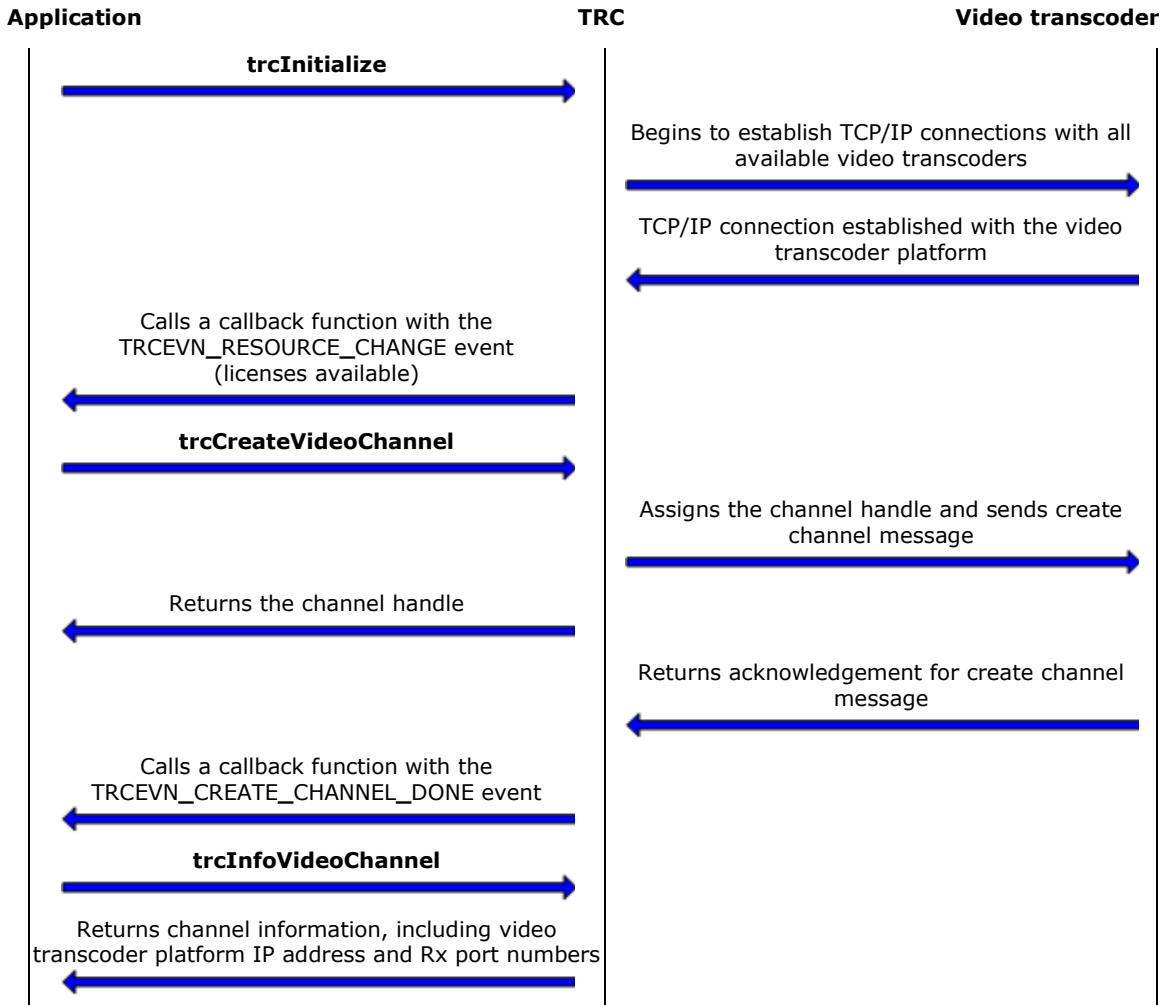 Application TRC Video transcoder
trcInitialize
Begins to establish TCP/IP connections with all
available video transcoders
TCP/IP connection established with the video
transcoder platform
Calls a callback function with the
TRCEVN_RESOURCE_CHANGE event
(licenses available)
trcCreateVideoChannel
Assigns the channel handle and sends create
channel message
Returns the channel handle
Returns acknowledgement for create channel
message
Calls a callback function with the
TRCEVN_CREATE_CHANNEL_DONE event
trcInfoVideoChannel
Returns channel information, including video
transcoder platform IP address and Rx port numbers